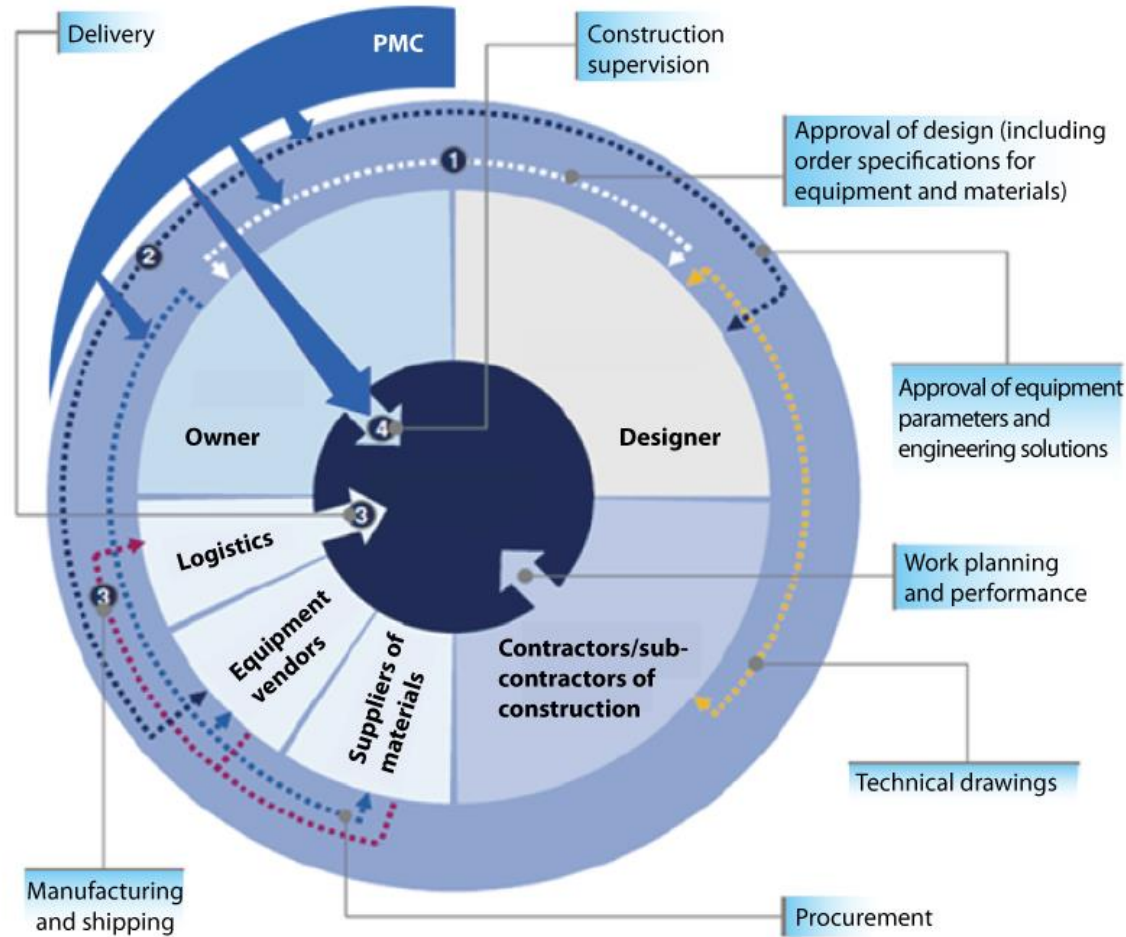 Delivery
PMC
Construction
supervision
Approval of design (including
order specifications for
equipment and materials)
1
2
Approval of equipment
parameters and
engineering solutions
Owner
4
Designer
3
Logistics
Work planning
and performance
3
Equipment
vendors
Suppliers of
materials
Contractors/sub-
contractors of
construction
Technical drawings
Manufacturing
and shipping
Procurement